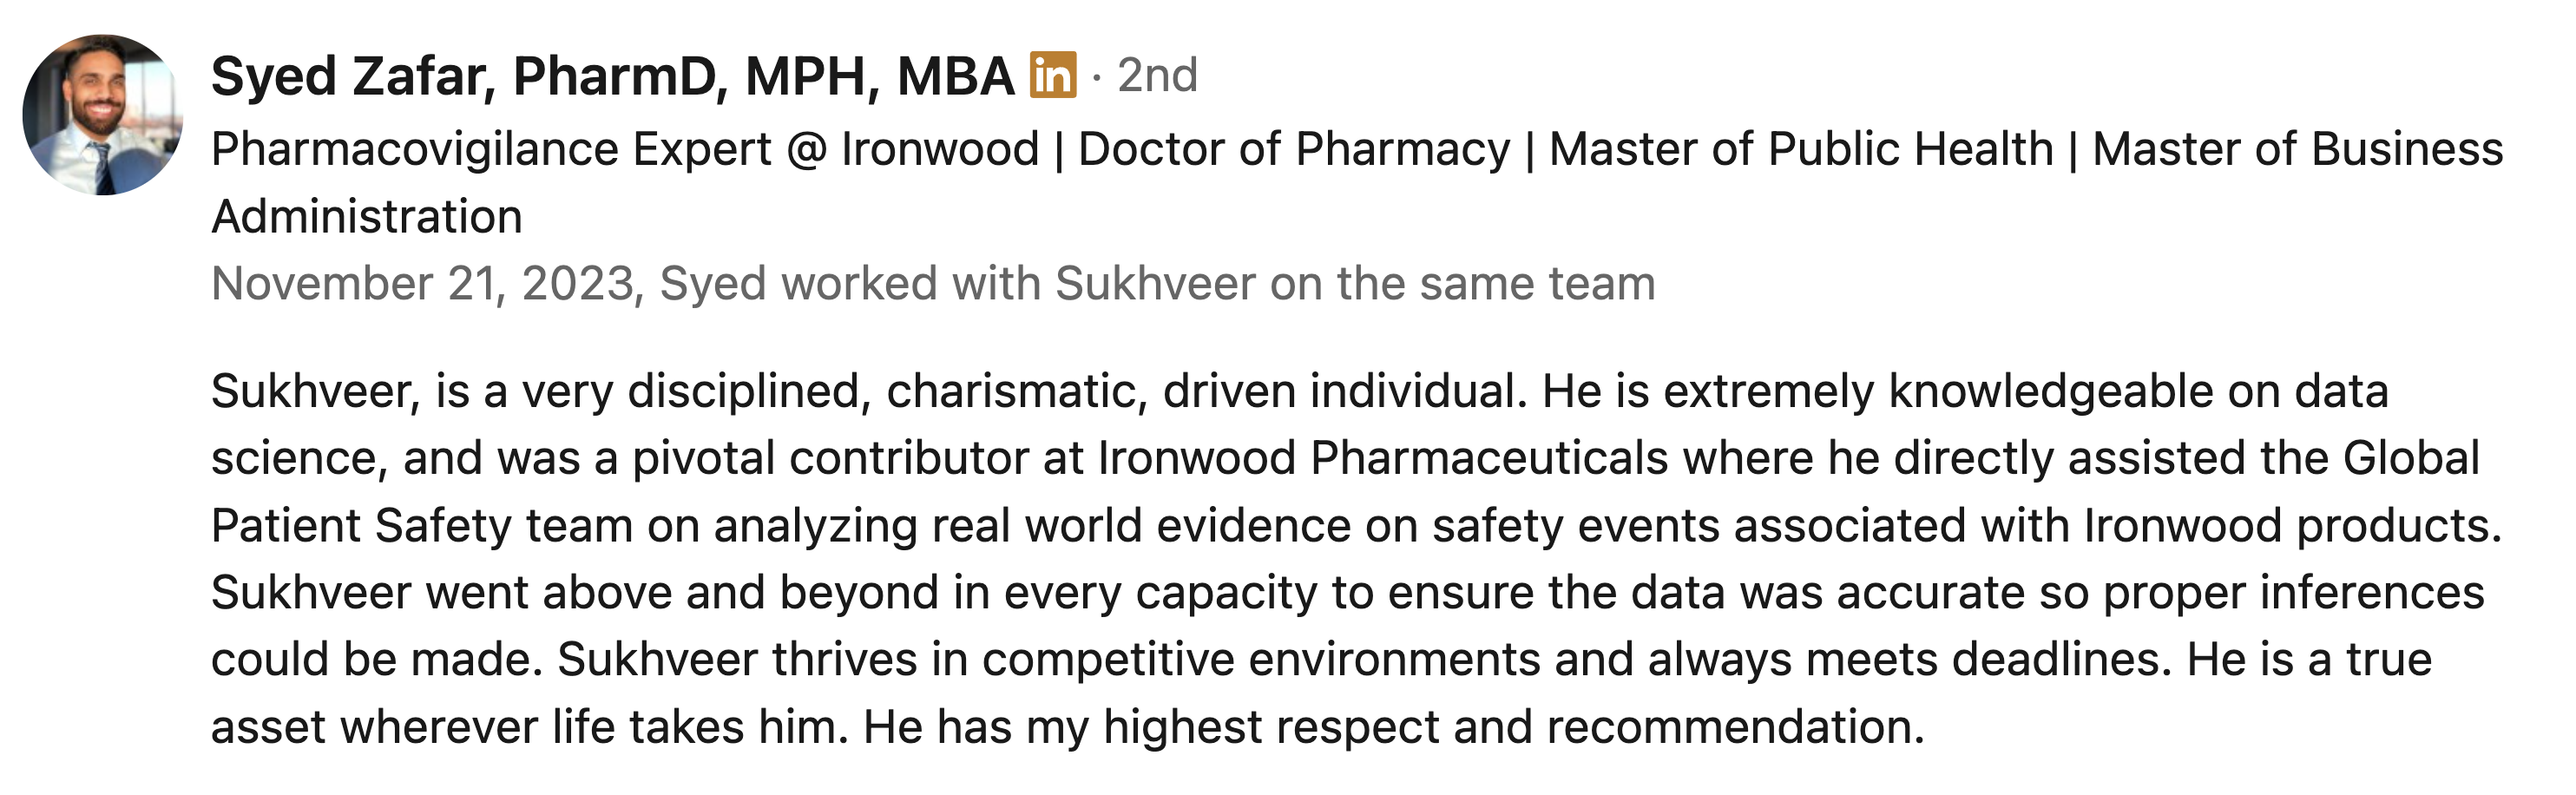 Syed Zafar, PharmD, MPH, MBA in · 2nd
Pharmacovigilance Expert @ Ironwood | Doctor of Pharmacy | Master of Public Health | Master of Business
Administration
November 21, 2023, Syed worked with Sukhveer on the same team
Sukhveer, is a very disciplined, charismatic, driven individual. He is extremely knowledgeable on data
science, and was a pivotal contributor at Ironwood Pharmaceuticals where he directly assisted the Global
Patient Safety team on analyzing real world evidence on safety events associated with Ironwood products.
Sukhveer went above and beyond in every capacity to ensure the data was accurate so proper inferences
could be made. Sukhveer thrives in competitive environments and always meets deadlines. He is a true
asset wherever life takes him. He has my highest respect and recommendation.